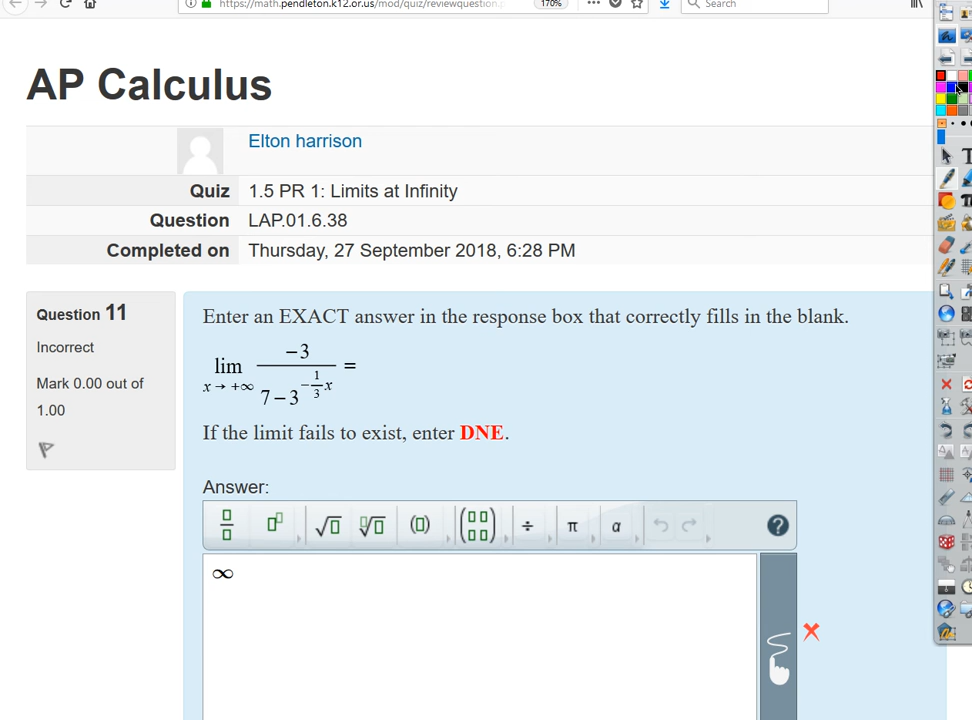 https://math.pendleton.k12.or.us/mod/quiz/reviewquestion.
170%
Search
AP Calculus
Elton harrison
Quiz 1.5 PR 1: Limits at Infinity
Question LAP.01.6.38
Completed on Thursday, 27 September 2018, 6:28 PM
Question 11
Incorrect
Mark 0.00 out of
1.00
Enter an EXACT answer in the response box that correctly fills in the blank.
lim x → +∞ −3 / (7 − 3^(−1/3 x)) =
If the limit fails to exist, enter DNE.
Answer:
÷ π α ?
∞